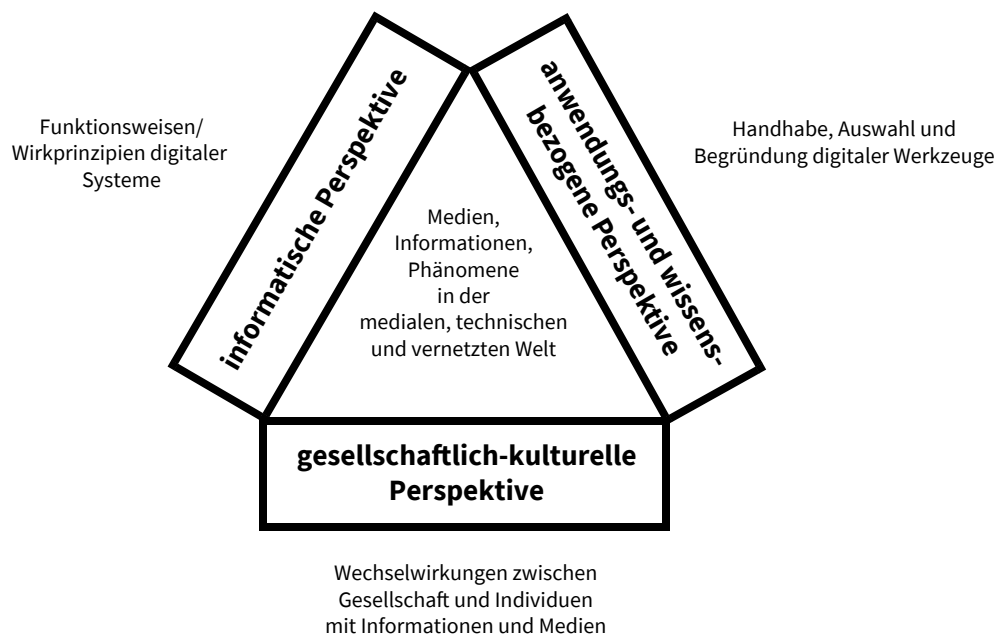 Funktionsweisen/
Wirkprinzipien digitaler
Systeme
informatische Perspektive
anwendungs- und wissens-
bezogene Perspektive
Handhabe, Auswahl und
Begründung digitaler Werkzeuge
Medien,
Informationen,
Phänomene
in der
medialen, technischen
und vernetzten Welt
gesellschaftlich-kulturelle
Perspektive
Wechselwirkungen zwischen
Gesellschaft und Individuen
mit Informationen und Medien